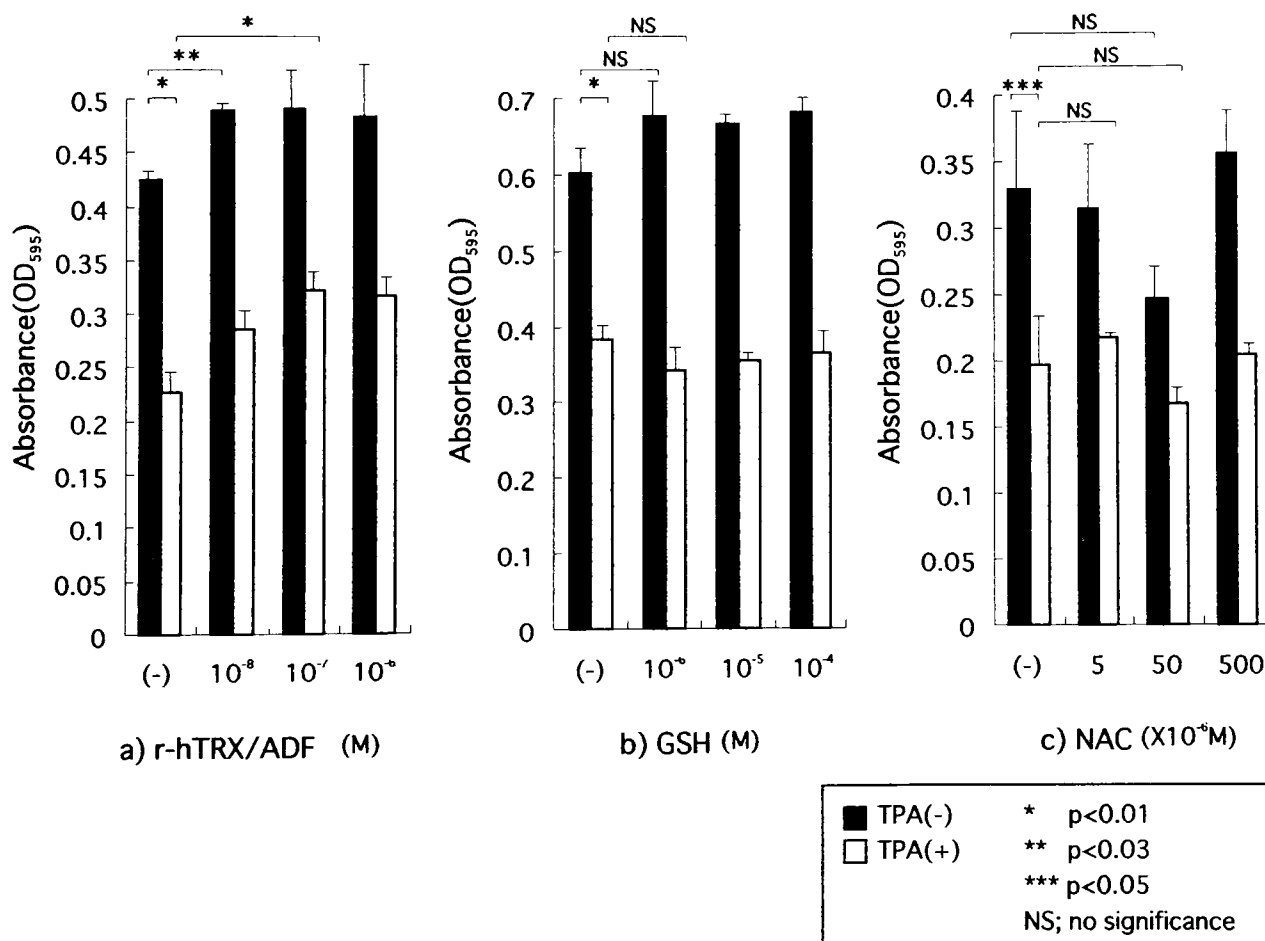 *
**
*
0.5
0.45
0.4
0.35
0.3
0.25
0.2
0.15
0.1
0.05
0
Absorbance(OD₅₉₅)
(-) 10⁻⁸ 10⁻⁷ 10⁻⁶
a) r-hTRX/ADF (M)
NS
NS
*
0.7
0.6
0.5
0.4
0.3
0.2
0.1
0
Absorbance(OD₅₉₅)
(-) 10⁻⁶ 10⁻⁵ 10⁻⁴
b) GSH (M)
NS
NS
***
NS
0.4
0.35
0.3
0.25
0.2
0.15
0.1
0.05
0
Absorbance(OD₅₉₅)
(-) 5 50 500
c) NAC (X10⁻⁶M)
TPA(-) * p<0.01
TPA(+) ** p<0.03
*** p<0.05
NS; no significance